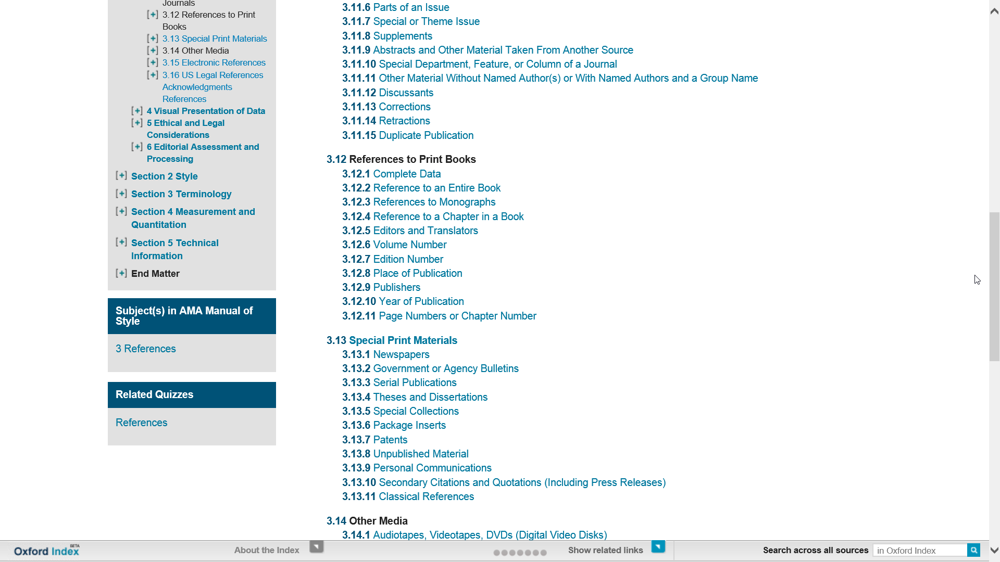 Journals
[+] 3.12 References to Print
Books
[+] 3.13 Special Print Materials
[+] 3.14 Other Media
[+] 3.15 Electronic References
[+] 3.16 US Legal References
Acknowledgments
References
[+] 4 Visual Presentation of Data
[+] 5 Ethical and Legal
Considerations
[+] 6 Editorial Assessment and
Processing
[+] Section 2 Style
[+] Section 3 Terminology
[+] Section 4 Measurement and
Quantitation
[+] Section 5 Technical
Information
[+] End Matter
Subject(s) in AMA Manual of
Style
3 References
Related Quizzes
References
3.11.6 Parts of an Issue
3.11.7 Special or Theme Issue
3.11.8 Supplements
3.11.9 Abstracts and Other Material Taken From Another Source
3.11.10 Special Department, Feature, or Column of a Journal
3.11.11 Other Material Without Named Author(s) or With Named Authors and a Group Name
3.11.12 Discussants
3.11.13 Corrections
3.11.14 Retractions
3.11.15 Duplicate Publication
3.12 References to Print Books
3.12.1 Complete Data
3.12.2 Reference to an Entire Book
3.12.3 References to Monographs
3.12.4 Reference to a Chapter in a Book
3.12.5 Editors and Translators
3.12.6 Volume Number
3.12.7 Edition Number
3.12.8 Place of Publication
3.12.9 Publishers
3.12.10 Year of Publication
3.12.11 Page Numbers or Chapter Number
3.13 Special Print Materials
3.13.1 Newspapers
3.13.2 Government or Agency Bulletins
3.13.3 Serial Publications
3.13.4 Theses and Dissertations
3.13.5 Special Collections
3.13.6 Package Inserts
3.13.7 Patents
3.13.8 Unpublished Material
3.13.9 Personal Communications
3.13.10 Secondary Citations and Quotations (Including Press Releases)
3.13.11 Classical References
3.14 Other Media
3.14.1 Audiotapes, Videotapes, DVDs (Digital Video Disks)
Oxford Index BETA
About the Index
Show related links
Search across all sources
in Oxford Index